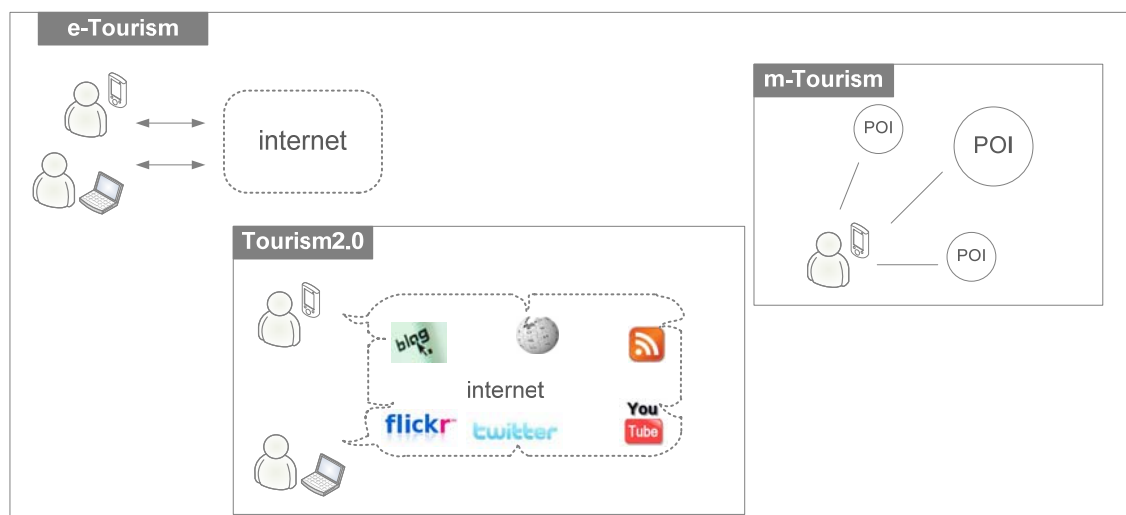 e-Tourism
internet
m-Tourism
POI
POI
POI
Tourism2.0
blog
internet
flickr
twitter
You
Tube